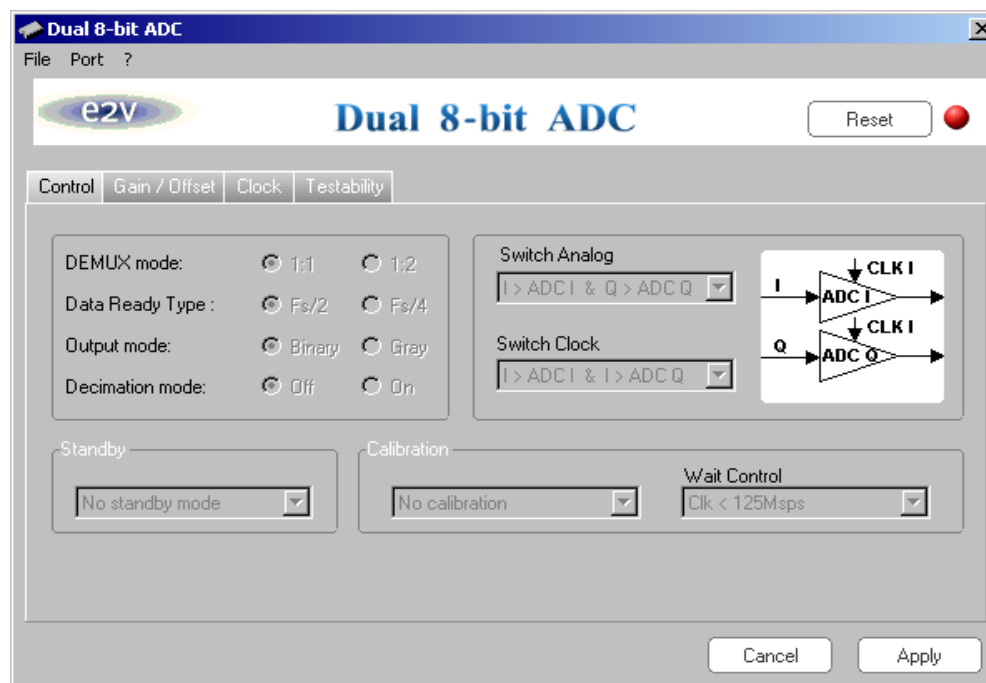 Dual 8-bit ADC
File Port ?
e2v Dual 8-bit ADC Reset
Control Gain / Offset Clock Testability
DEMUX mode: 1:1 1:2
Data Ready Type : Fs/2 Fs/4
Output mode: Binary Gray
Decimation mode: Off On
Switch Analog
I > ADC I & Q > ADC Q
Switch Clock
I > ADC I & I > ADC Q
CLK I
I ADC I
CLK I
Q ADC Q
Standby
No standby mode
Calibration
No calibration
Wait Control
Clk < 125Msps
Cancel Apply